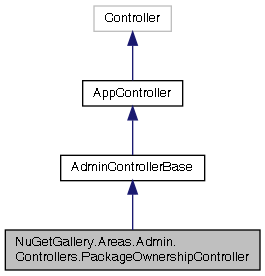 Controller
AppController
AdminControllerBase
NuGetGallery.Areas.Admin.
Controllers.PackageOwnershipController